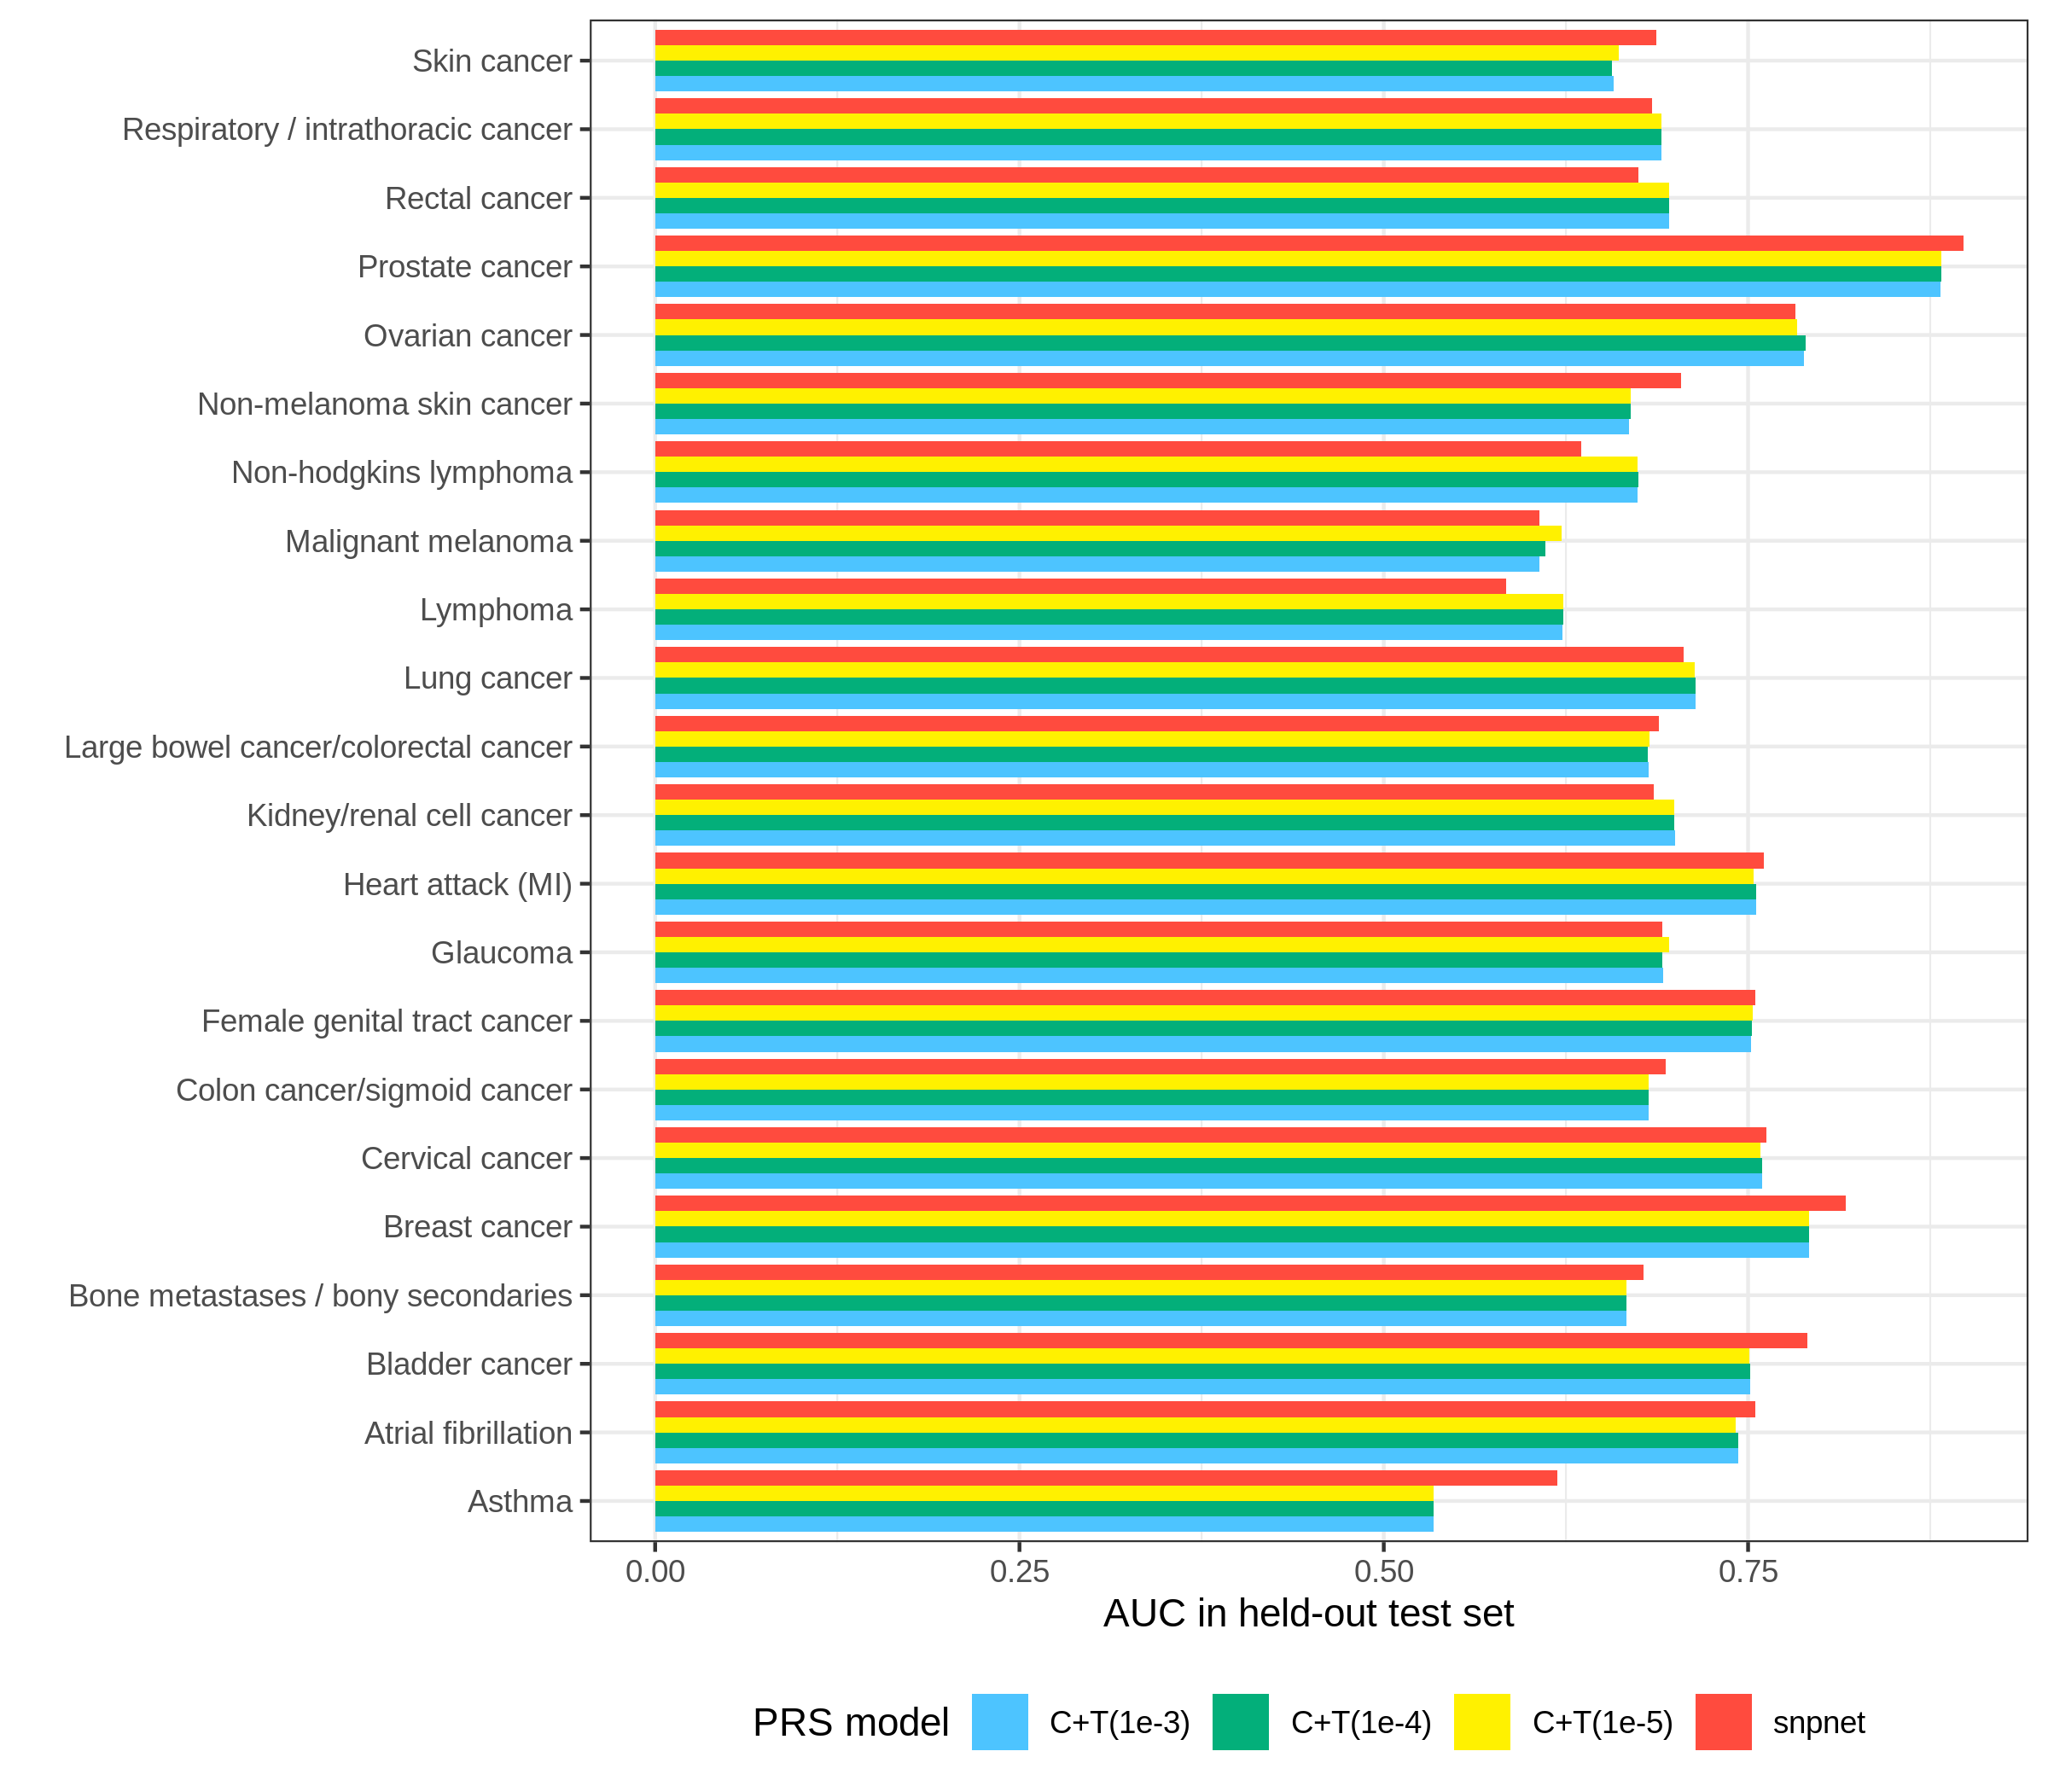 Skin cancer
Respiratory / intrathoracic cancer
Rectal cancer
Prostate cancer
Ovarian cancer
Non-melanoma skin cancer
Non-hodgkins lymphoma
Malignant melanoma
Lymphoma
Lung cancer
Large bowel cancer/colorectal cancer
Kidney/renal cell cancer
Heart attack (MI)
Glaucoma
Female genital tract cancer
Colon cancer/sigmoid cancer
Cervical cancer
Breast cancer
Bone metastases / bony secondaries
Bladder cancer
Atrial fibrillation
Asthma
0.00 0.25 0.50 0.75
AUC in held-out test set
PRS model C+T(1e-3) C+T(1e-4) C+T(1e-5) snpnet